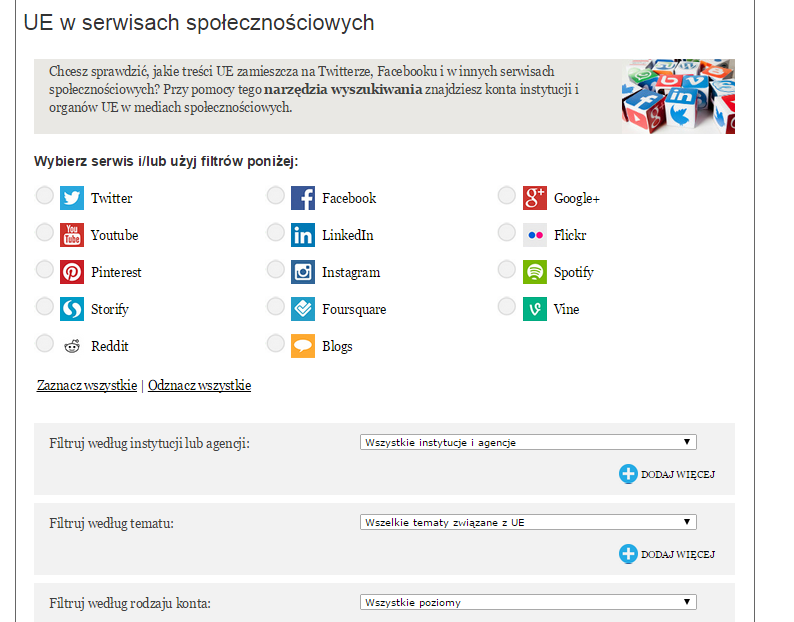 UE w serwisach społecznościowych
Chcesz sprawdzić, jakie treści UE zamieszcza na Twitterze, Facebooku i w innych serwisach
społecznościowych? Przy pomocy tego narzędzia wyszukiwania znajdziesz konta instytucji i
organów UE w mediach społecznościowych.
Wybierz serwis i/lub użyj filtrów poniżej:
Twitter Facebook Google+
Youtube LinkedIn Flickr
Pinterest Instagram Spotify
Storify Foursquare Vine
Reddit Blogs
Zaznacz wszystkie | Odznacz wszystkie
Filtruj według instytucji lub agencji: Wszystkie instytucje i agencje
DODAJ WIĘCEJ
Filtruj według tematu: Wszelkie tematy związane z UE
DODAJ WIĘCEJ
Filtruj według rodzaju konta: Wszystkie poziomy